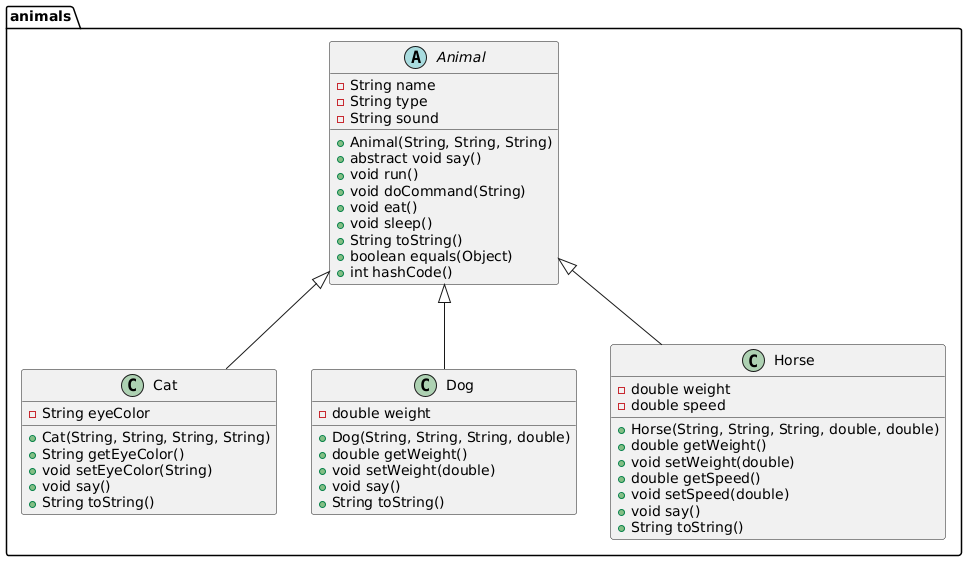 animals
A Animal
String name
String type
String sound
Animal(String, String, String)
abstract void say()
void run()
void doCommand(String)
void eat()
void sleep()
String toString()
boolean equals(Object)
int hashCode()
C Cat
String eyeColor
Cat(String, String, String, String)
String getEyeColor()
void setEyeColor(String)
void say()
String toString()
C Dog
double weight
Dog(String, String, String, double)
double getWeight()
void setWeight(double)
void say()
String toString()
C Horse
double weight
double speed
Horse(String, String, String, double, double)
double getWeight()
void setWeight(double)
double getSpeed()
void setSpeed(double)
void say()
String toString()